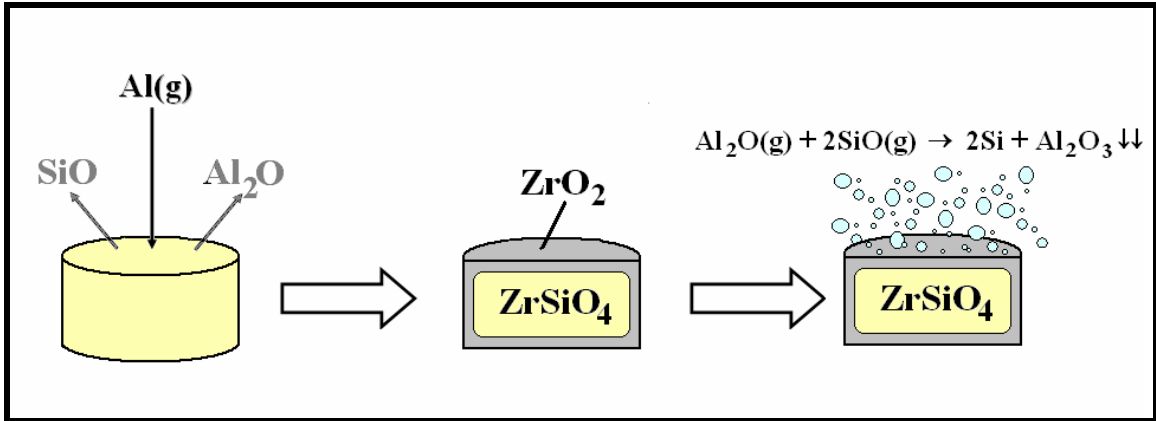 Al(g)
SiO
Al₂O
ZrO₂
ZrSiO₄
Al₂O(g) + 2SiO(g) → 2Si + Al₂O₃ ↓↓
ZrSiO₄